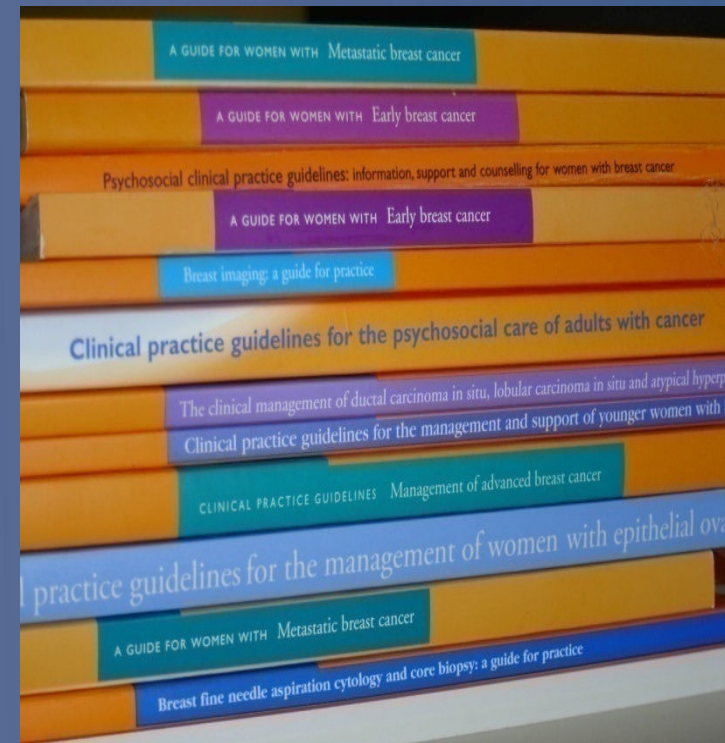 A GUIDE FOR WOMEN WITH Metastatic breast cancer
A GUIDE FOR WOMEN WITH Early breast cancer
Psychosocial clinical practice guidelines: information, support and counselling for women with breast cancer
A GUIDE FOR WOMEN WITH Early breast cancer
Breast imaging: a guide for practice
Clinical practice guidelines for the psychosocial care of adults with cancer
The clinical management of ductal carcinoma in situ, lobular carcinoma in situ and atypical
Clinical practice guidelines for the management and support of younger women with
CLINICAL PRACTICE GUIDELINES Management of advanced breast cancer
practice guidelines for the management of women with epithelial
A GUIDE FOR WOMEN WITH Metastatic breast cancer
Breast fine needle aspiration cytology and core biopsy: a guide for practice